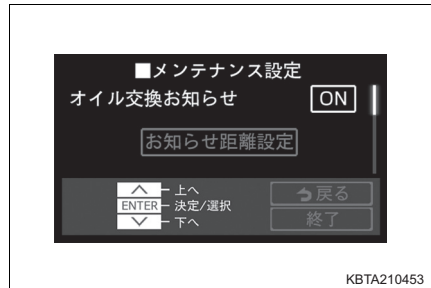 ■メンテナンス設定
オイル交換お知らせ ON
お知らせ距離設定
上へ
ENTER 決定/選択
下へ
戻る
終了
KBTA210453